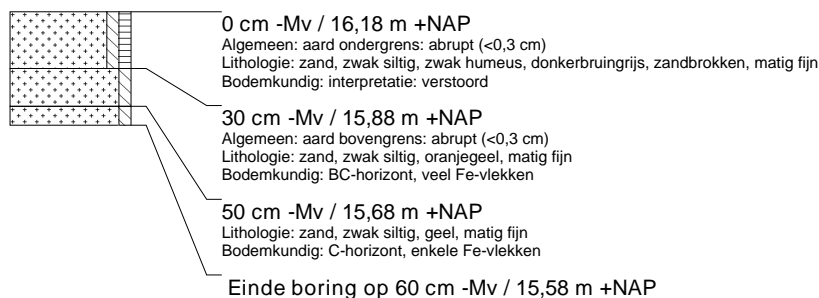 0 cm -Mv / 16,18 m +NAP
Algemeen: aard ondergrens: abrupt (<0,3 cm)
Lithologie: zand, zwak siltig, zwak humeus, donkerbruingrijs, zandbrokken, matig fijn
Bodemkundig: interpretatie: verstoord
30 cm -Mv / 15,88 m +NAP
Algemeen: aard bovengrens: abrupt (<0,3 cm)
Lithologie: zand, zwak siltig, oranjegeel, matig fijn
Bodemkundig: BC-horizont, veel Fe-vlekken
50 cm -Mv / 15,68 m +NAP
Lithologie: zand, zwak siltig, geel, matig fijn
Bodemkundig: C-horizont, enkele Fe-vlekken
Einde boring op 60 cm -Mv / 15,58 m +NAP